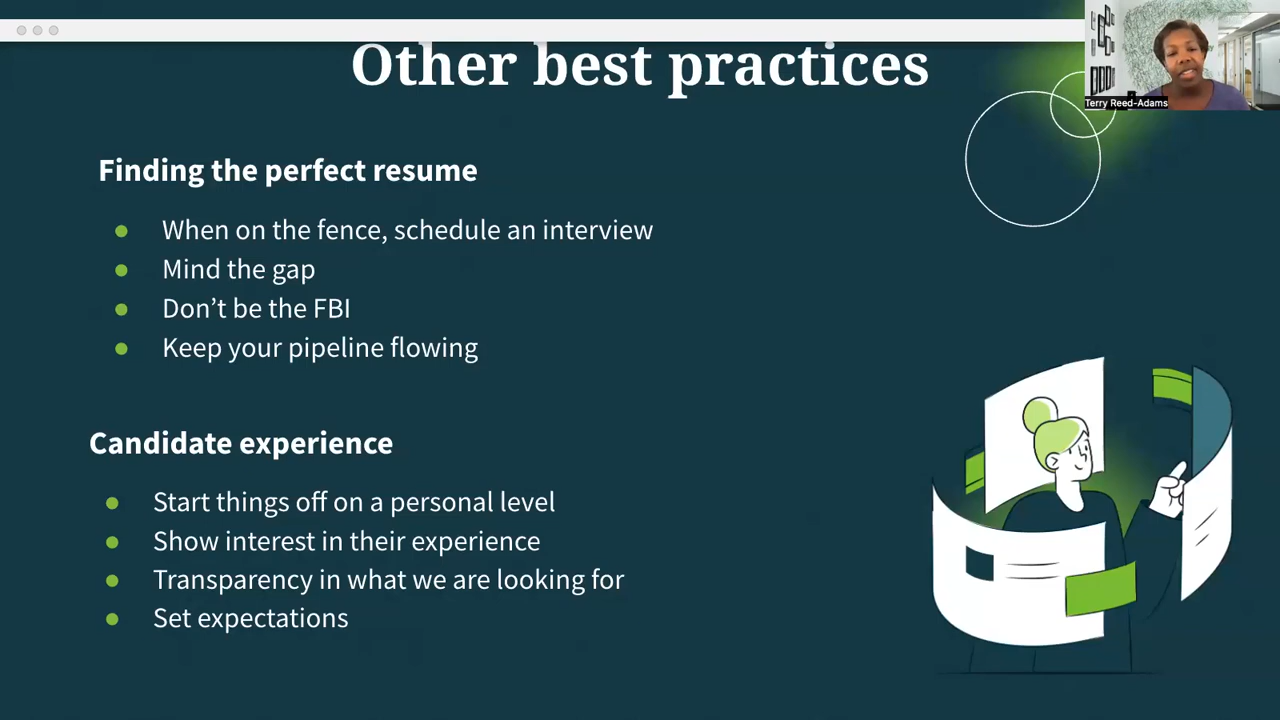 Other best practices
Terry Reed-Adams
Finding the perfect resume
● When on the fence, schedule an interview
● Mind the gap
● Don’t be the FBI
● Keep your pipeline flowing
Candidate experience
● Start things off on a personal level
● Show interest in their experience
● Transparency in what we are looking for
● Set expectations